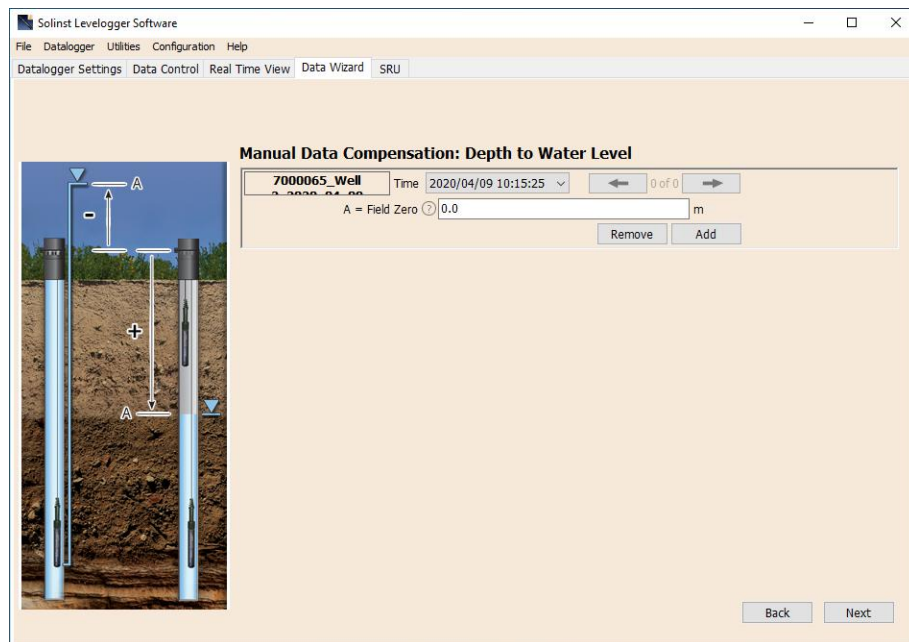 Solinst Levelogger Software
File Datalogger Utilities Configuration Help
Datalogger Settings Data Control Real Time View Data Wizard SRU
Manual Data Compensation: Depth to Water Level
7000065_Well Time 2020/04/09 10:15:25 0 of 0
A = Field Zero ? 0.0 m
Remove Add
A
-
+
A
Back Next